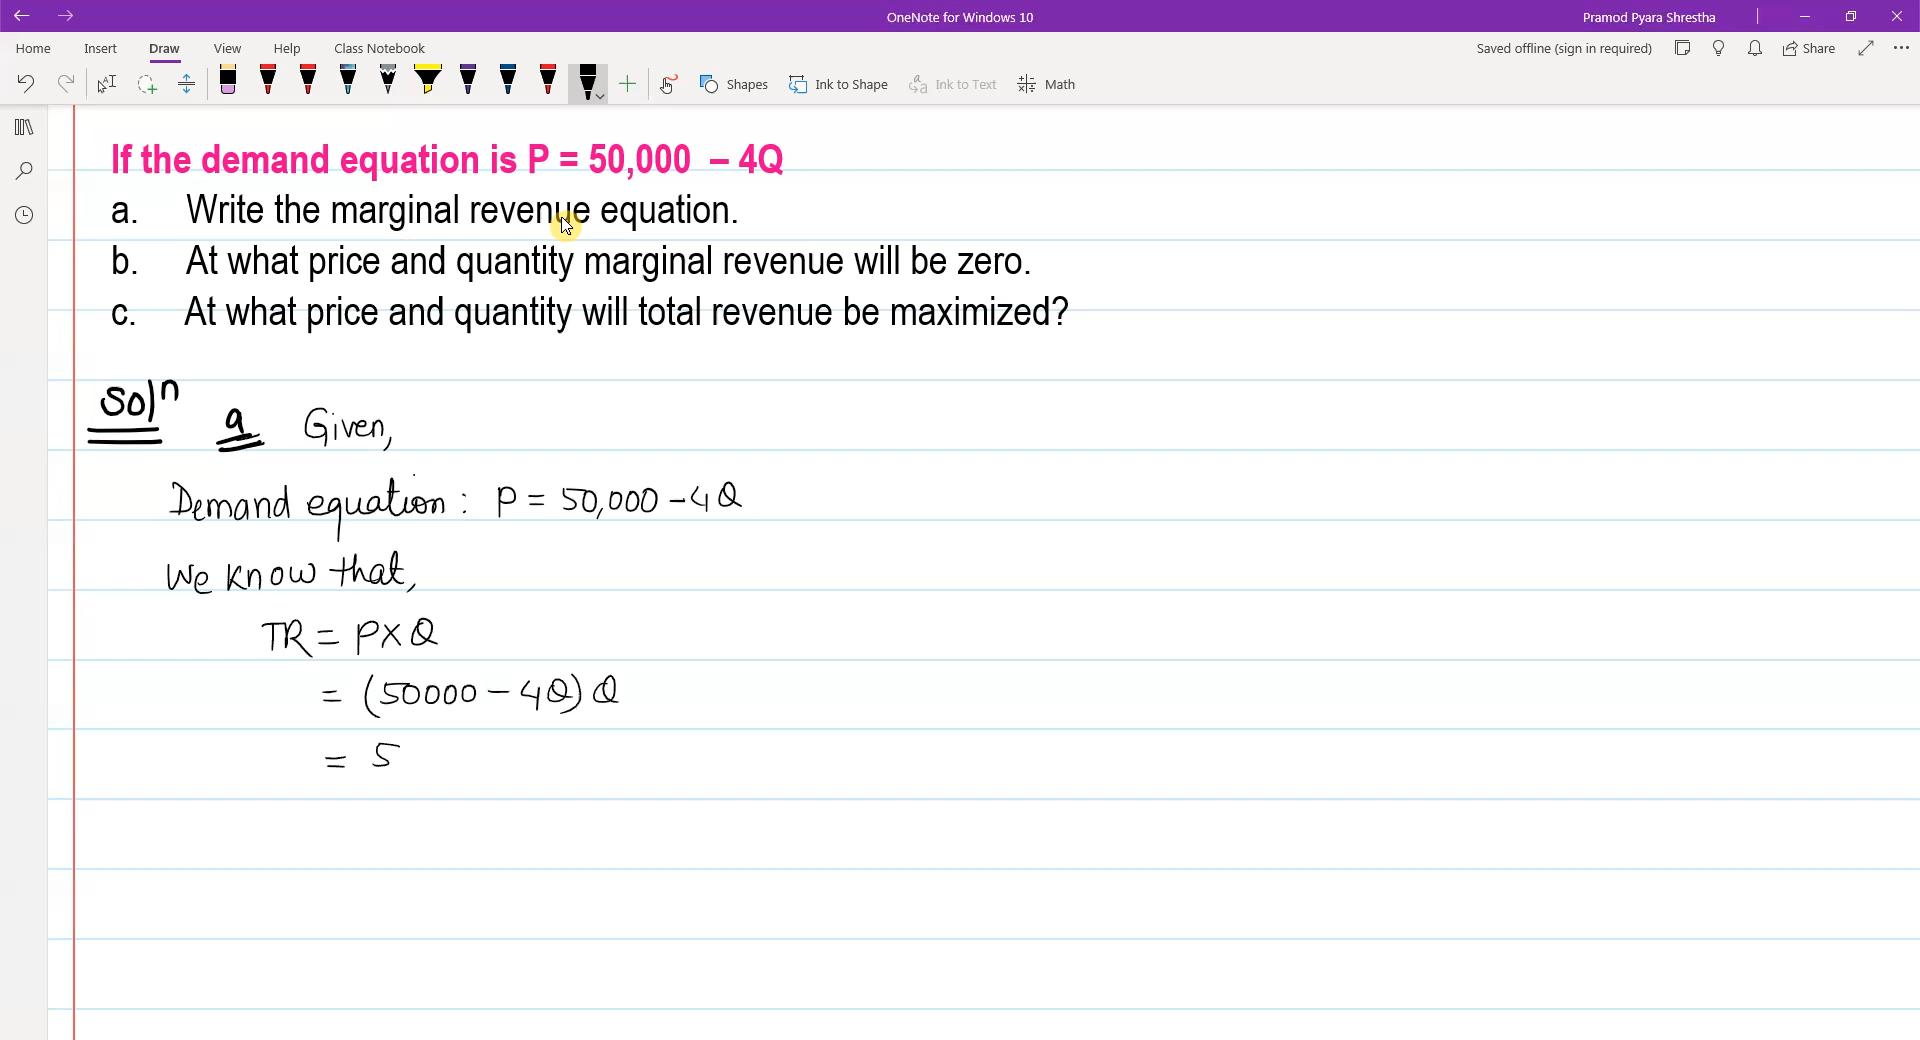 OneNote for Windows 10
Pramod Pyara Shrestha
Home Insert Draw View Help Class Notebook
Saved offline (sign in required) Share
Shapes Ink to Shape Ink to Text Math
If the demand equation is P = 50,000 – 4Q
a. Write the marginal revenue equation.
b. At what price and quantity marginal revenue will be zero.
c. At what price and quantity will total revenue be maximized?
Solⁿ a Given,
Demand equation: P = 50,000 – 4Q
We know that,
TR = P×Q
= (50000 – 4Q) Q
= 5